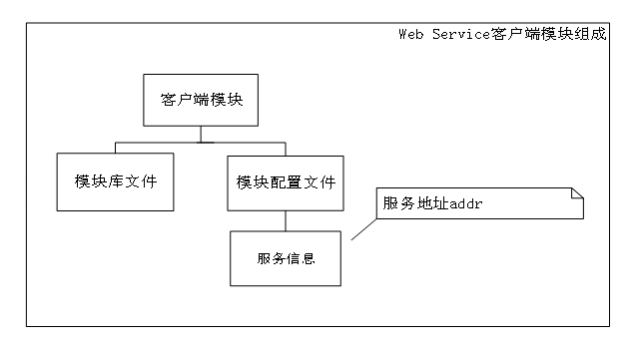 Web Service客户端模块组成
客户端模块
模块库文件
模块配置文件
服务地址addr
服务信息